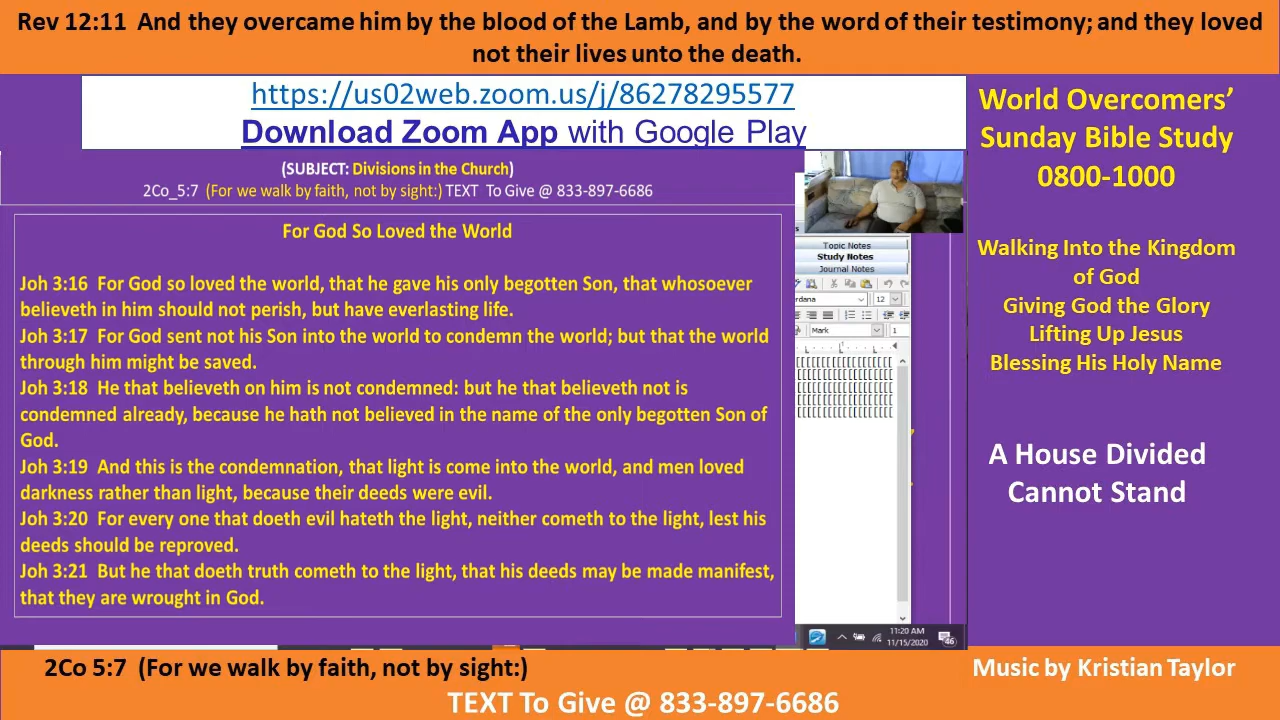 Rev 12:11  And they overcame him by the blood of the Lamb, and by the word of their testimony; and they loved
not their lives unto the death.
https://us02web.zoom.us/j/86278295577
Download Zoom App with Google Play
(SUBJECT: Divisions in the Church)
2Co_5:7  (For we walk by faith, not by sight:) TEXT  To Give @ 833-897-6686
For God So Loved the World
Joh 3:16  For God so loved the world, that he gave his only begotten Son, that whosoever
believeth in him should not perish, but have everlasting life.
Joh 3:17  For God sent not his Son into the world to condemn the world; but that the world
through him might be saved.
Joh 3:18  He that believeth on him is not condemned: but he that believeth not is
condemned already, because he hath not believed in the name of the only begotten Son of
God.
Joh 3:19  And this is the condemnation, that light is come into the world, and men loved
darkness rather than light, because their deeds were evil.
Joh 3:20  For every one that doeth evil hateth the light, neither cometh to the light, lest his
deeds should be reproved.
Joh 3:21  But he that doeth truth cometh to the light, that his deeds may be made manifest,
that they are wrought in God.
Topic Notes
Study Notes
Journal Notes
rdana
12
Mark
1
11:20 AM
11/15/2020
46
World Overcomers’
Sunday Bible Study
0800-1000
Walking Into the Kingdom
of God
Giving God the Glory
Lifting Up Jesus
Blessing His Holy Name
A House Divided
Cannot Stand
2Co 5:7  (For we walk by faith, not by sight:)
Music by Kristian Taylor
TEXT To Give @ 833-897-6686